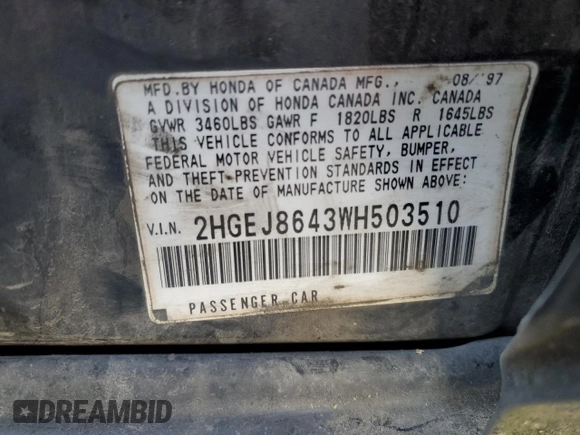 MFD.BY HONDA OF CANADA MFG., 08/'97
A DIVISION OF HONDA CANADA INC. CANADA
GVWR 3460LBS GAWR F 1820LBS R 1645LBS
THIS VEHICLE CONFORMS TO ALL APPLICABLE
FEDERAL MOTOR VEHICLE SAFETY, BUMPER,
AND THEFT-PREVENTION STANDARDS IN EFFECT
ON THE DATE OF MANUFACTURE SHOWN ABOVE:
V.I.N. 2HGEJ8643WH503510
PASSENGER CAR
DREAMBID